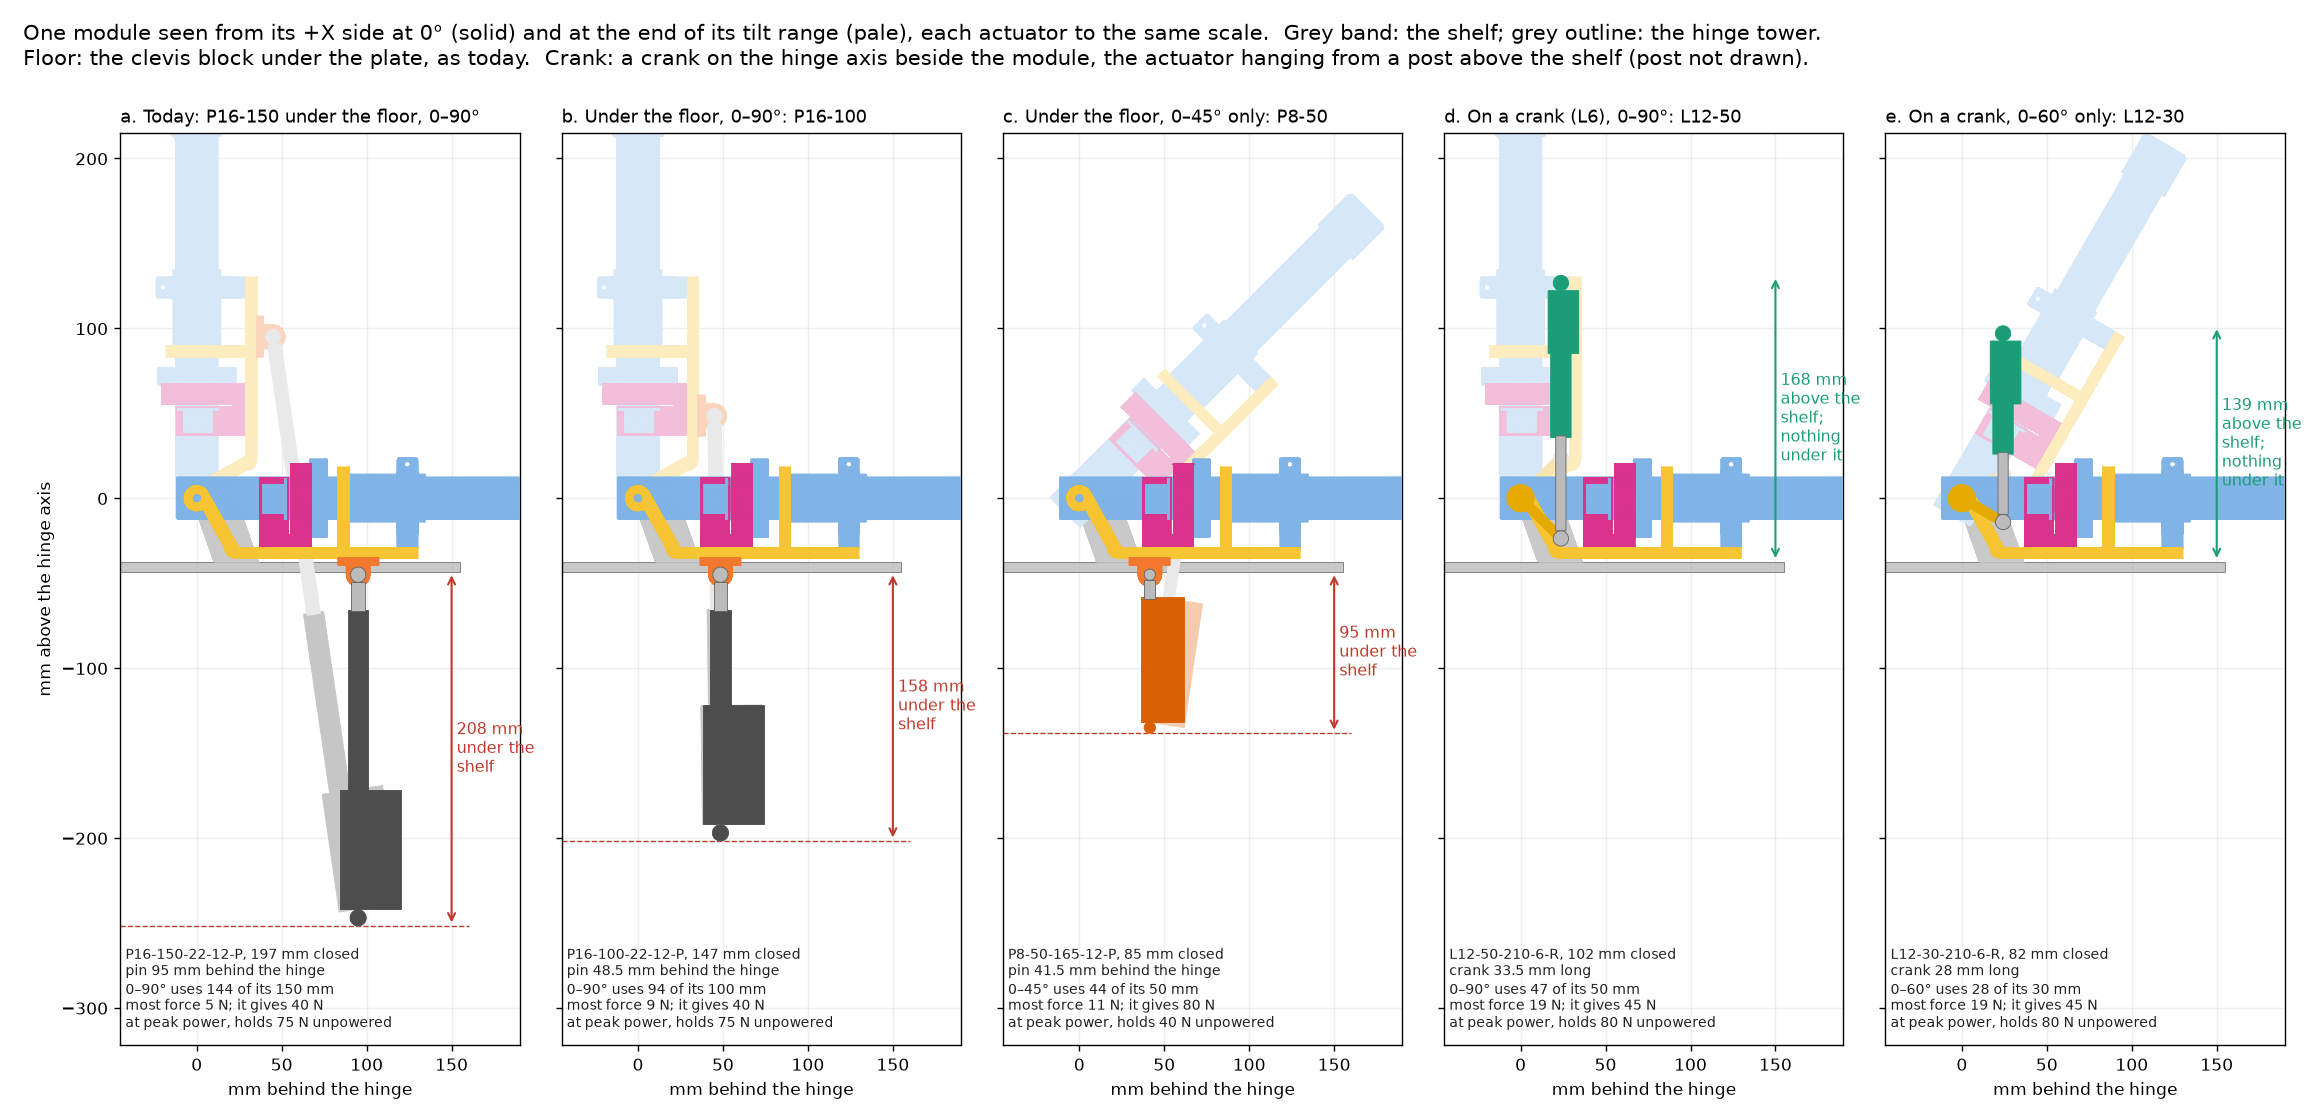 One module seen from its +X side at 0° (solid) and at the end of its tilt range (pale), each actuator to the same scale.  Grey band: the shelf; grey outline: the hinge tower.
Floor: the clevis block under the plate, as today.  Crank: a crank on the hinge axis beside the module, the actuator hanging from a post above the shelf (post not drawn).
a. Today: P16-150 under the floor, 0–90°
b. Under the floor, 0–90°: P16-100
c. Under the floor, 0–45° only: P8-50
d. On a crank (L6), 0–90°: L12-50
e. On a crank, 0–60° only: L12-30
mm above the hinge axis
200
100
0
−100
−200
−300
208 mm
under the
shelf
P16-150-22-12-P, 197 mm closed
pin 95 mm behind the hinge
0–90° uses 144 of its 150 mm
most force 5 N; it gives 40 N
at peak power, holds 75 N unpowered
0
50
100
150
mm behind the hinge
158 mm
under the
shelf
P16-100-22-12-P, 147 mm closed
pin 48.5 mm behind the hinge
0–90° uses 94 of its 100 mm
most force 9 N; it gives 40 N
at peak power, holds 75 N unpowered
0
50
100
150
mm behind the hinge
95 mm
under the
shelf
P8-50-165-12-P, 85 mm closed
pin 41.5 mm behind the hinge
0–45° uses 44 of its 50 mm
most force 11 N; it gives 80 N
at peak power, holds 40 N unpowered
0
50
100
150
mm behind the hinge
168 mm
above the
shelf;
nothing
under it
L12-50-210-6-R, 102 mm closed
crank 33.5 mm long
0–90° uses 47 of its 50 mm
most force 19 N; it gives 45 N
at peak power, holds 80 N unpowered
0
50
100
150
mm behind the hinge
139 mm
above the
shelf;
nothing
under it
L12-30-210-6-R, 82 mm closed
crank 28 mm long
0–60° uses 28 of its 30 mm
most force 19 N; it gives 45 N
at peak power, holds 80 N unpowered
0
50
100
150
mm behind the hinge